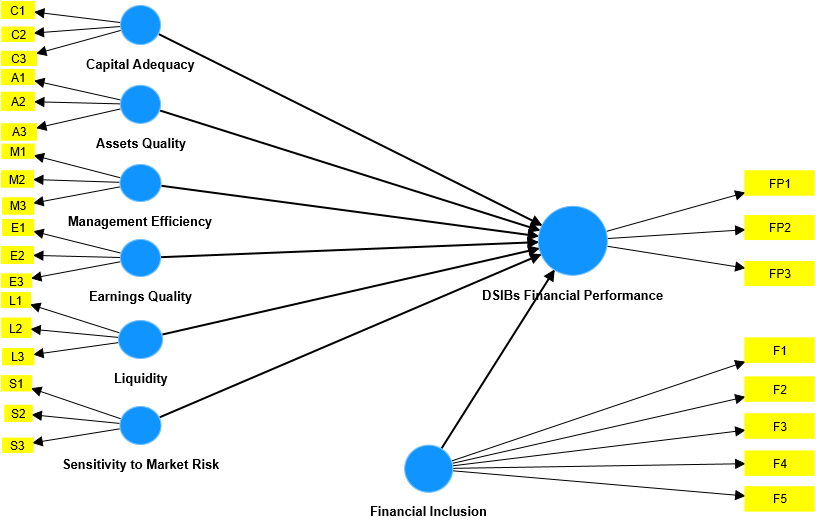 C1
C2
C3
Capital Adequacy
A1
A2
A3
Assets Quality
M1
M2
M3
Management Efficiency
E1
E2
E3
Earnings Quality
L1
L2
L3
Liquidity
S1
S2
S3
Sensitivity to Market Risk
DSIBs Financial Performance
FP1
FP2
FP3
Financial Inclusion
F1
F2
F3
F4
F5